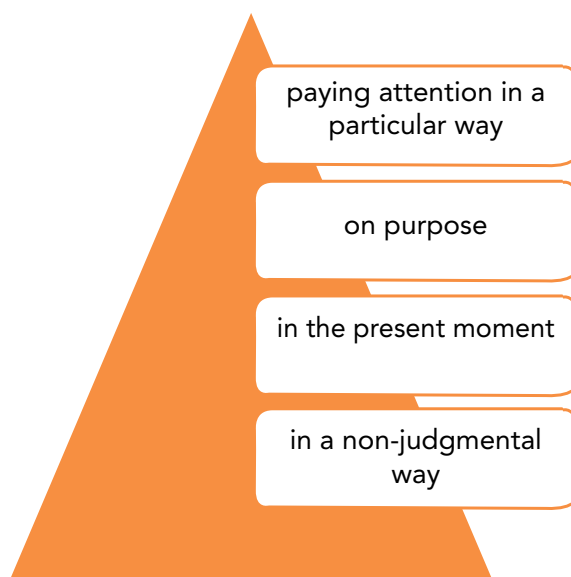 paying attention in a
particular way
on purpose
in the present moment
in a non-judgmental
way